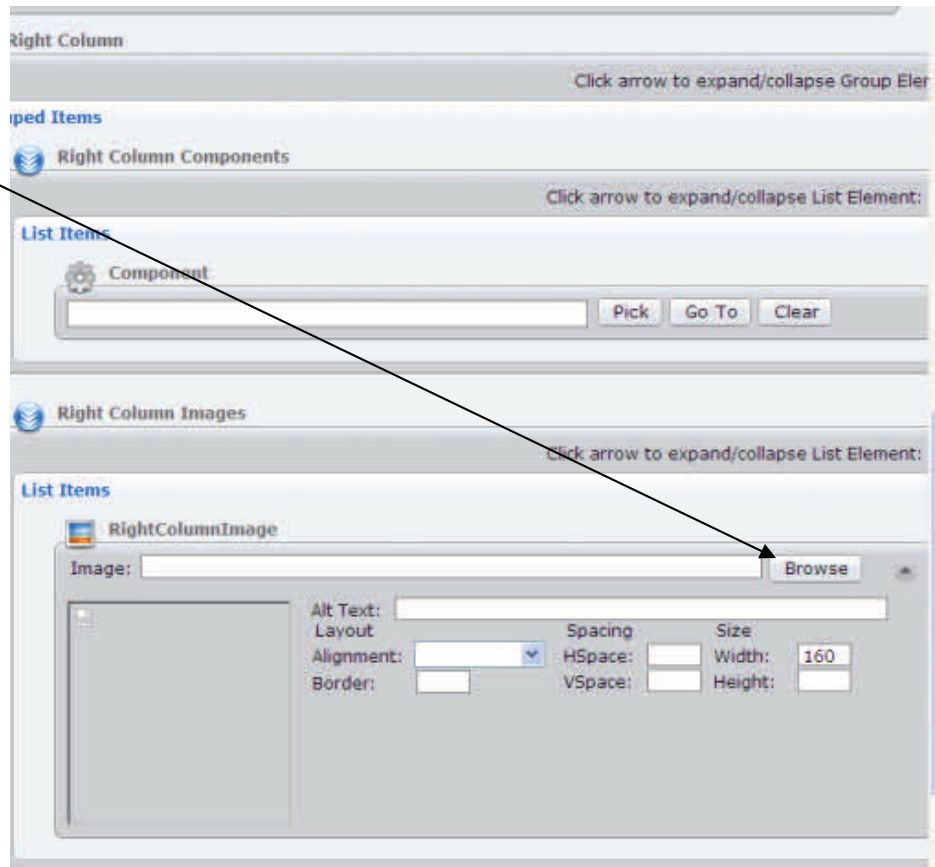 Right Column
Click arrow to expand/collapse Group Eler
ped Items
Right Column Components
Click arrow to expand/collapse List Element:
List Items
Component
Pick Go To Clear
Right Column Images
Click arrow to expand/collapse List Element:
List Items
RightColumnImage
Image: Browse
Alt Text:
Layout Spacing Size
Alignment: HSpace: Width: 160
Border: VSpace: Height: